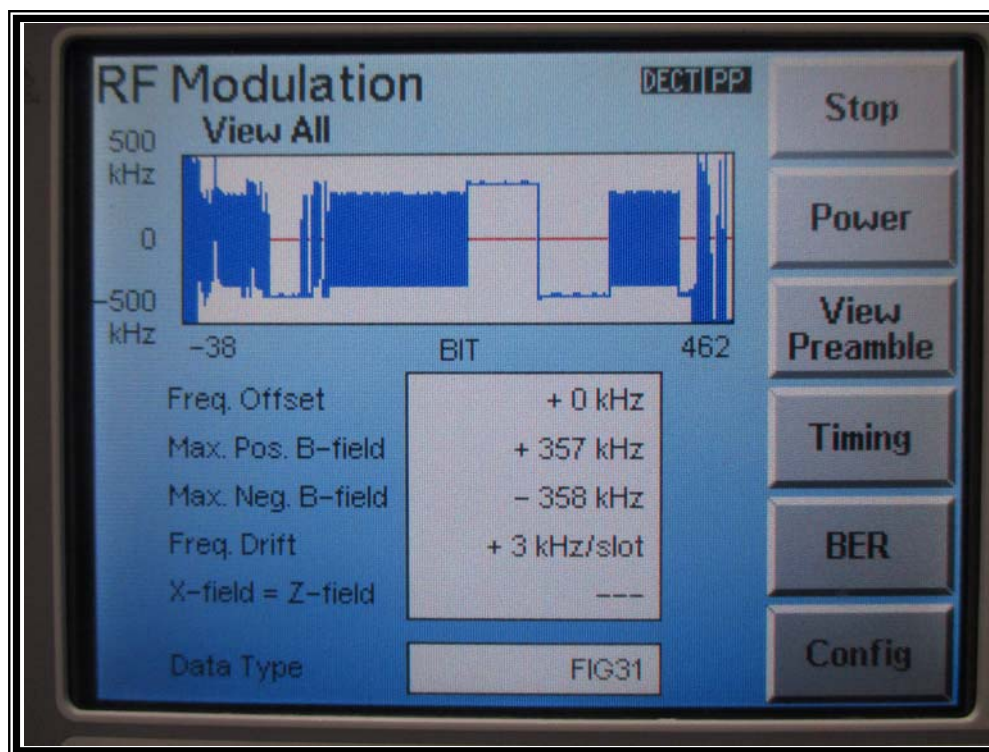 RF Modulation
DECT PP
View All
500
kHz
0
-500
kHz
-38
BIT
462
Freq. Offset
+ 0 kHz
Max. Pos. B-field
+ 357 kHz
Max. Neg. B-field
- 358 kHz
Freq. Drift
+ 3 kHz/slot
X-field = Z-field
---
Data Type
FIG31
Stop
Power
View
Preamble
Timing
BER
Config